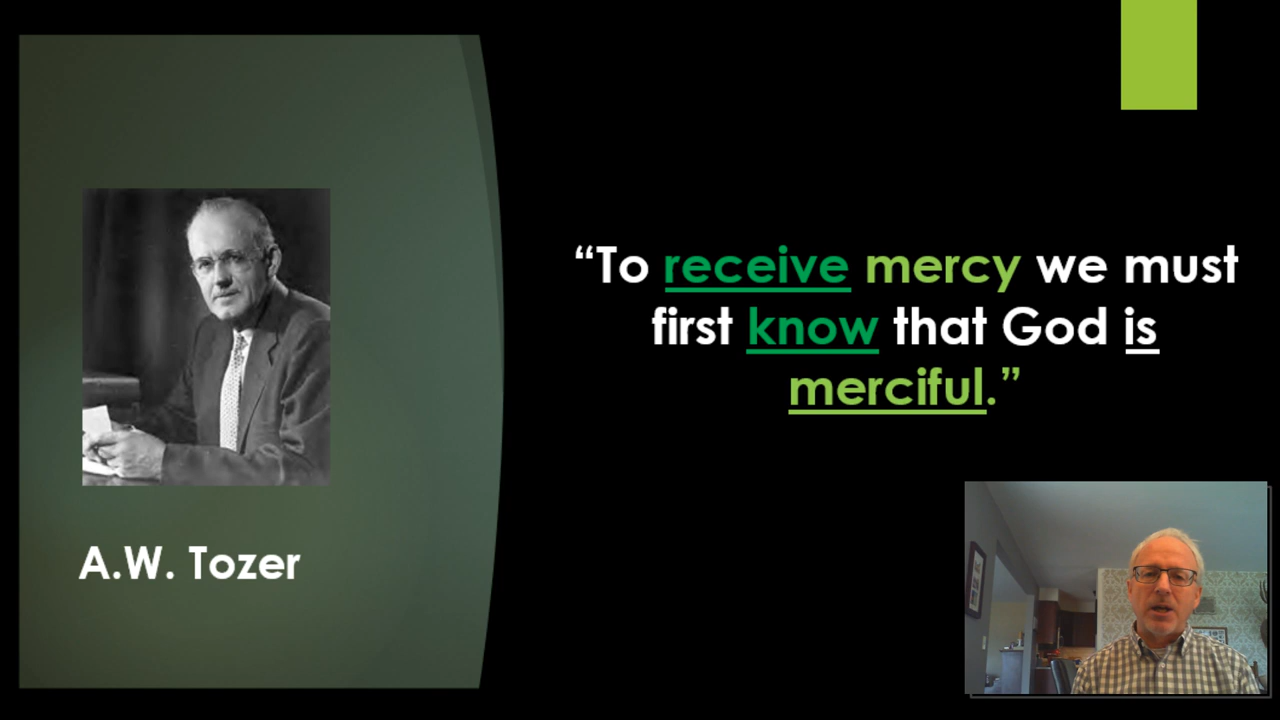 “To receive mercy we must
first know that God is
merciful.”
A.W. Tozer